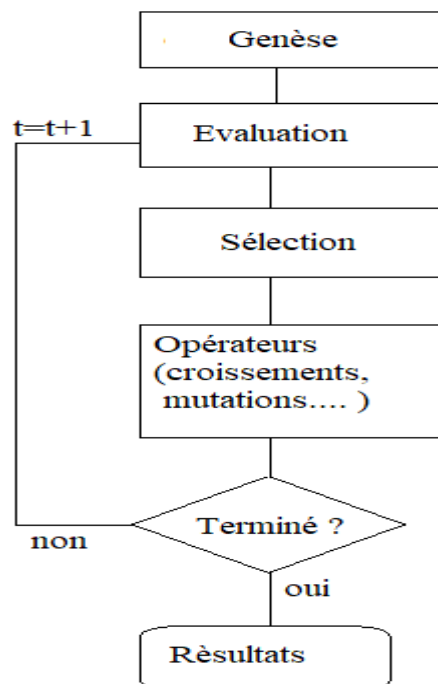 Genèse
t=t+1
Evaluation
Sélection
Opérateurs
(croissements,
mutations.... )
Terminé ?
non
oui
Rèsultats